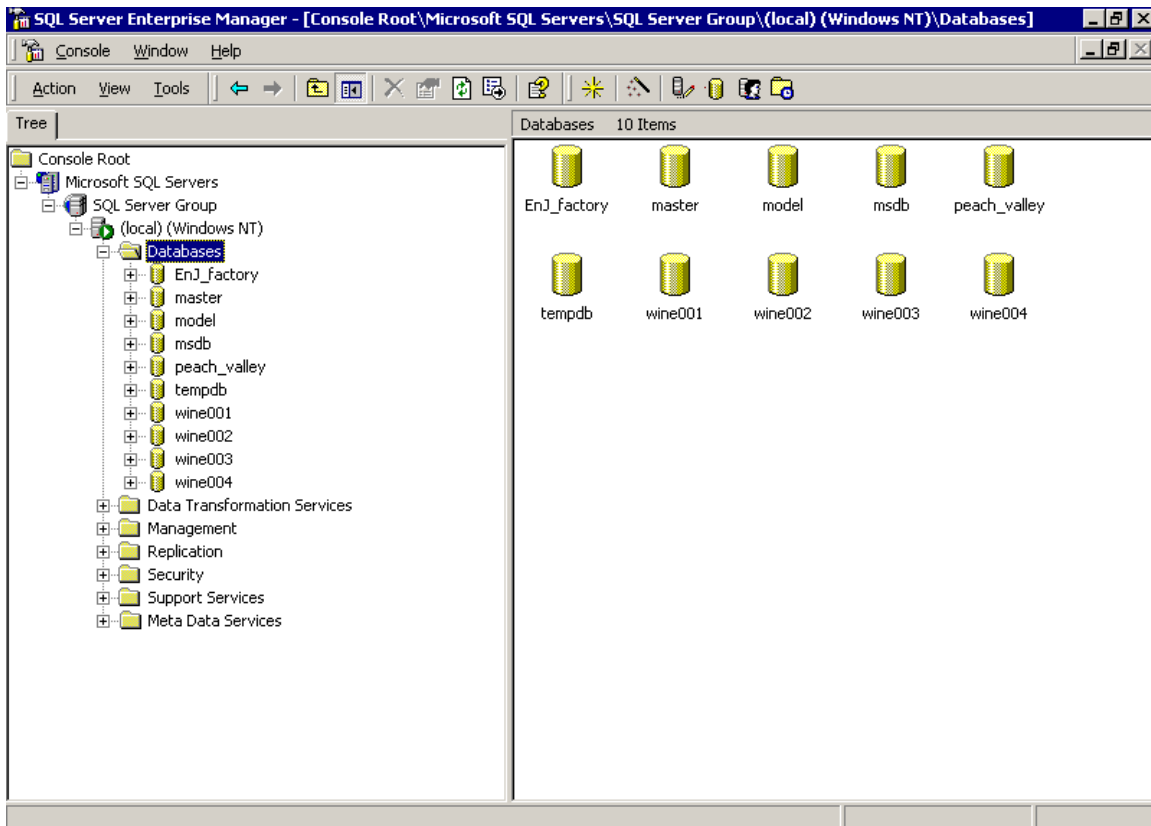 SQL Server Enterprise Manager - [Console Root\Microsoft SQL Servers\SQL Server Group\(local) (Windows NT)\Databases]
Console Window Help
Action View Tools
Tree
Databases 10 Items
Console Root
Microsoft SQL Servers
SQL Server Group
(local) (Windows NT)
Databases
EnJ_factory
master
model
msdb
peach_valley
tempdb
wine001
wine002
wine003
wine004
Data Transformation Services
Management
Replication
Security
Support Services
Meta Data Services
EnJ_factory master model msdb peach_valley
tempdb wine001 wine002 wine003 wine004